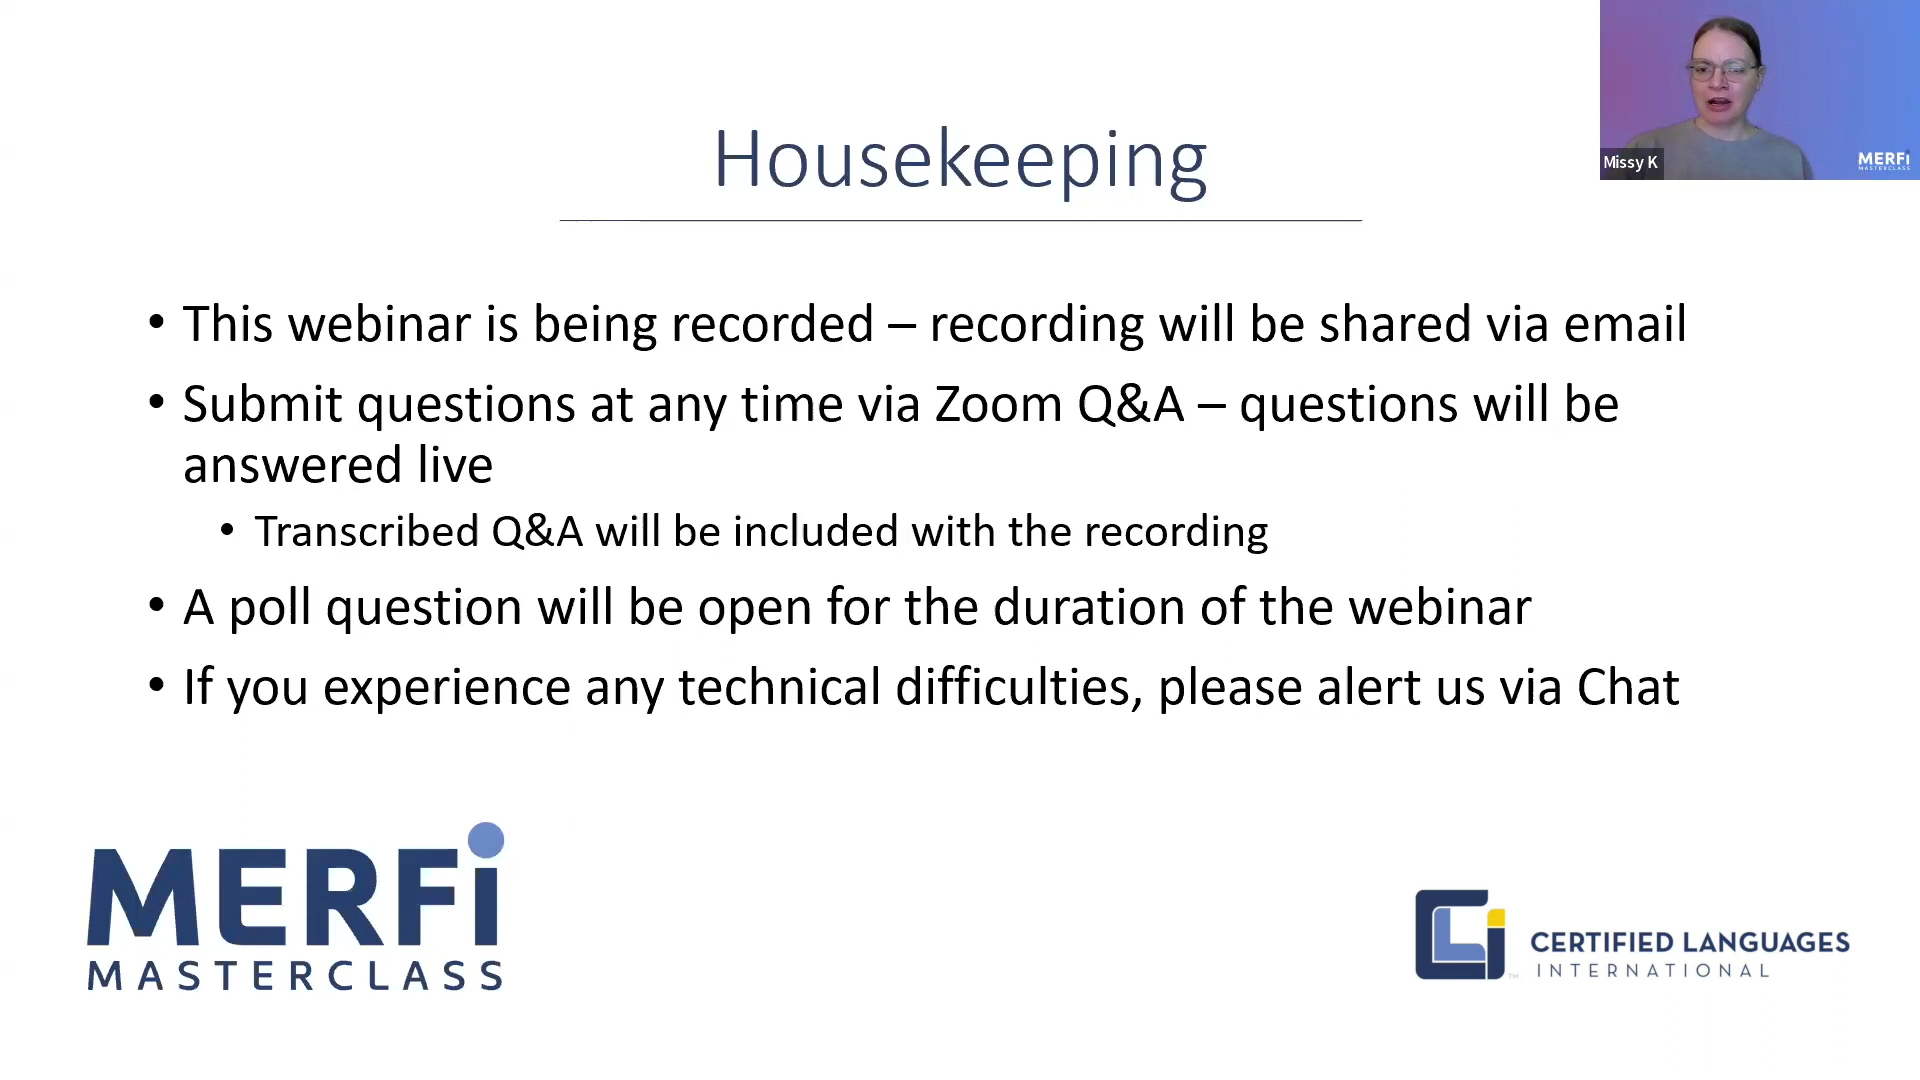 Housekeeping
• This webinar is being recorded – recording will be shared via email
• Submit questions at any time via Zoom Q&A – questions will be
answered live
• Transcribed Q&A will be included with the recording
• A poll question will be open for the duration of the webinar
• If you experience any technical difficulties, please alert us via Chat
Missy K
MERFi
MASTERCLASS
MERFi
MASTERCLASS
CERTIFIED LANGUAGES
INTERNATIONAL
TM